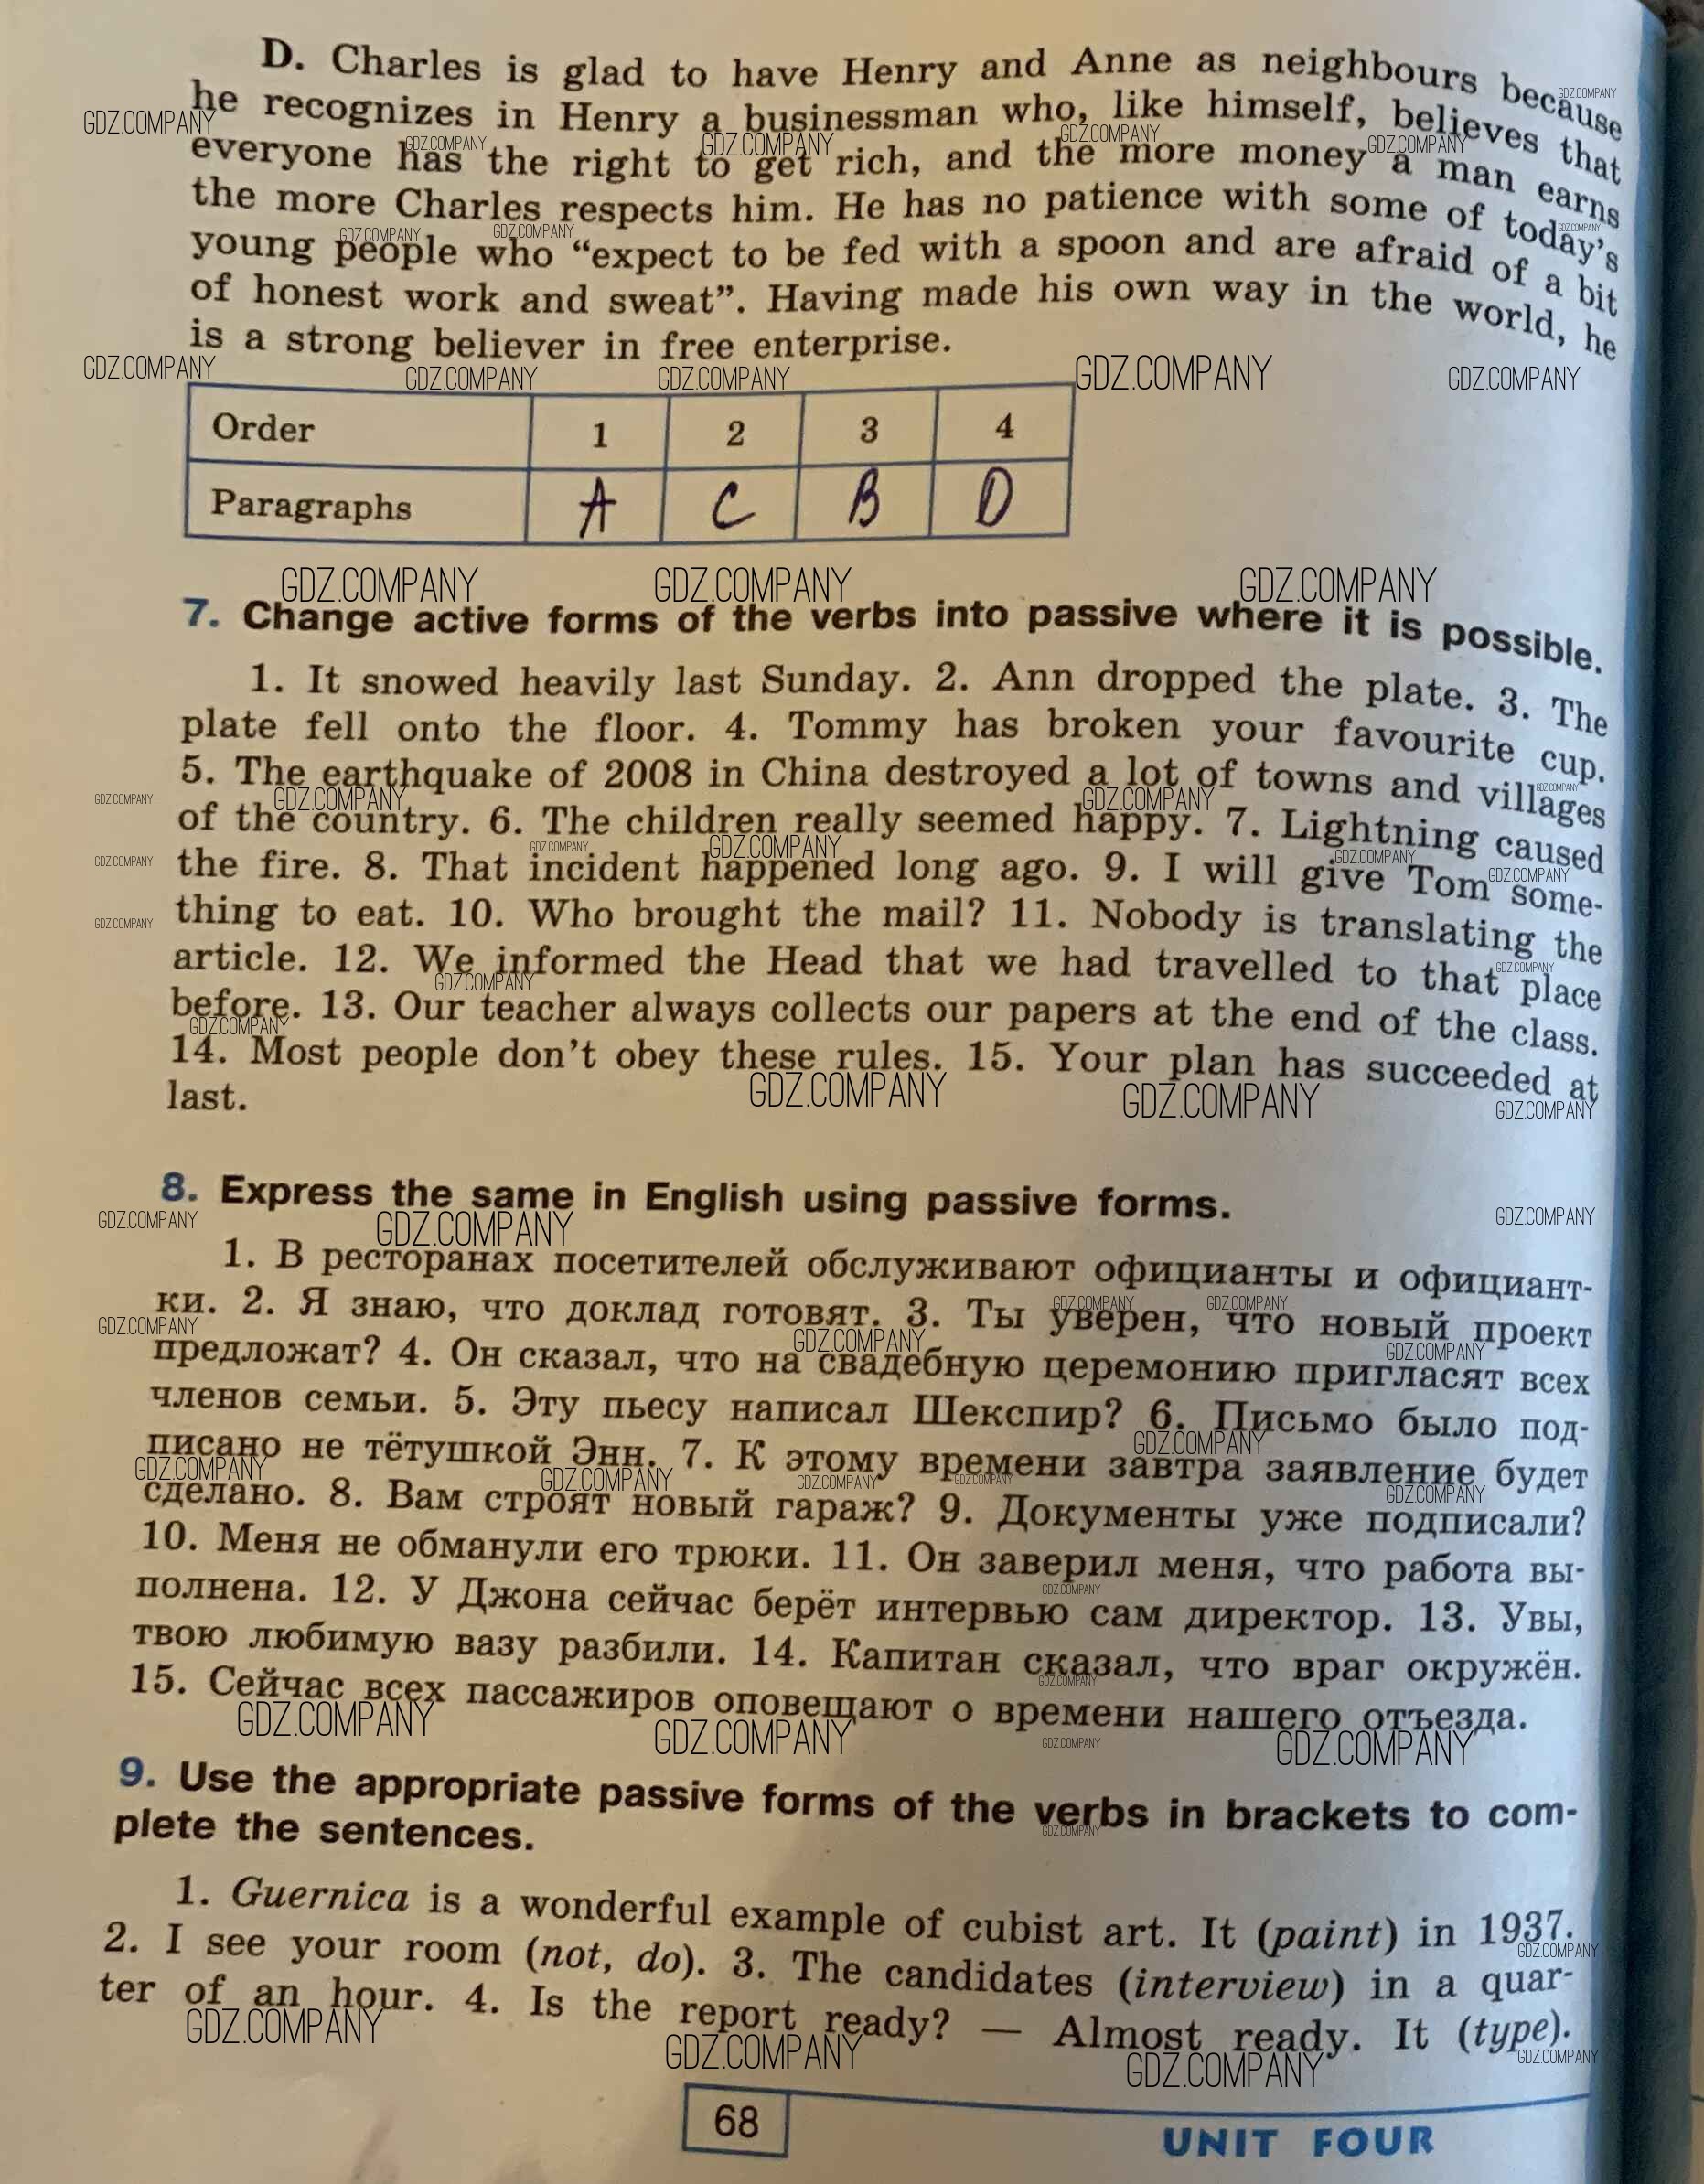 D. Charles is glad to have Henry and Anne as neighbours because
he recognizes in Henry a businessman who, like himself, believes that
everyone has the right to get rich, and the more money a man earns
the more Charles respects him. He has no patience with some of today's
young people who “expect to be fed with a spoon and are afraid of a bit
of honest work and sweat”. Having made his own way in the world, he
is a strong believer in free enterprise.
GDZ.COMPANY
Order 1 2 3 4
Paragraphs A C B D
7. Change active forms of the verbs into passive where it is possible.
1. It snowed heavily last Sunday. 2. Ann dropped the plate. 3. The
plate fell onto the floor. 4. Tommy has broken your favourite cup.
5. The earthquake of 2008 in China destroyed a lot of towns and villages
of the country. 6. The children really seemed happy. 7. Lightning caused
the fire. 8. That incident happened long ago. 9. I will give Tom some-
thing to eat. 10. Who brought the mail? 11. Nobody is translating the
article. 12. We informed the Head that we had travelled to that place
before. 13. Our teacher always collects our papers at the end of the class.
14. Most people don't obey these rules. 15. Your plan has succeeded at
last.
8. Express the same in English using passive forms.
1. В ресторанах посетителей обслуживают официанты и официант-
ки. 2. Я знаю, что доклад готовят. 3. Ты уверен, что новый проект
предложат? 4. Он сказал, что на свадебную церемонию пригласят всех
членов семьи. 5. Эту пьесу написал Шекспир? 6. Письмо было под-
писано не тётушкой Энн. 7. К этому времени завтра заявление будет
сделано. 8. Вам строят новый гараж? 9. Документы уже подписали?
10. Меня не обманули его трюки. 11. Он заверил меня, что работа вы-
полнена. 12. У Джона сейчас берёт интервью сам директор. 13. Увы,
твою любимую вазу разбили. 14. Капитан сказал, что враг окружён.
15. Сейчас всех пассажиров оповещают о времени нашего отъезда.
9. Use the appropriate passive forms of the verbs in brackets to com-
plete the sentences.
1. Guernica is a wonderful example of cubist art. It (paint) in 1937.
2. I see your room (not, do). 3. The candidates (interview) in a quar-
ter of an hour. 4. Is the report ready? — Almost ready. It (type).
68
UNIT FOUR